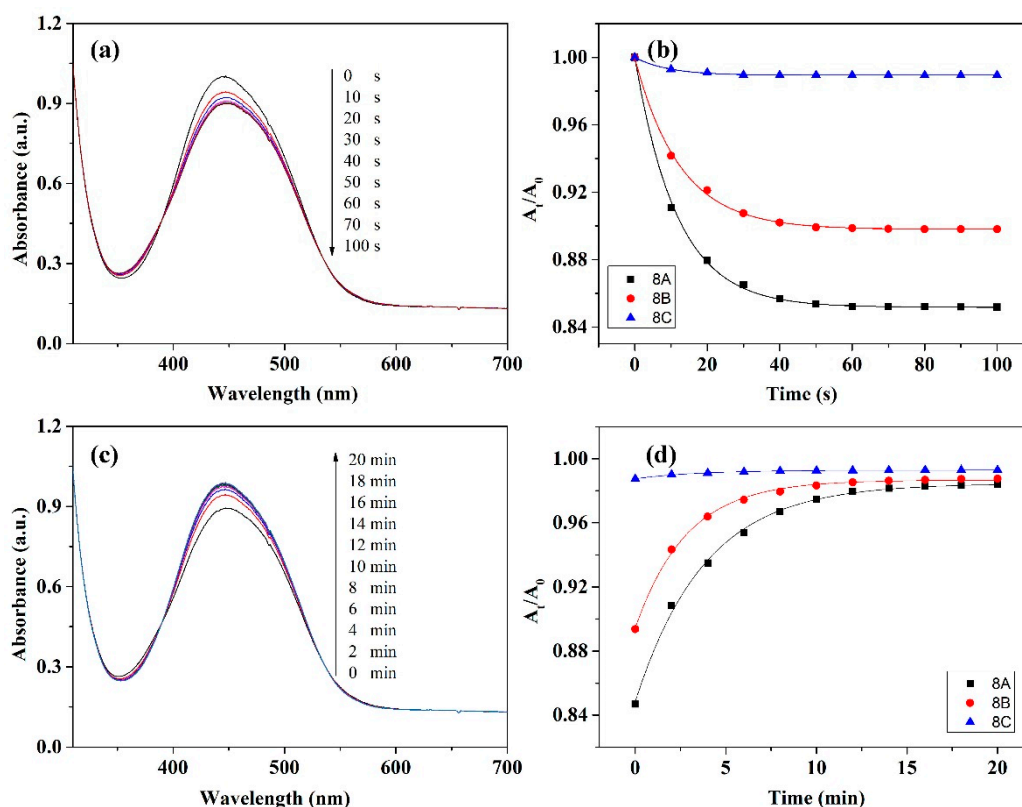 (a)
1.2
0.9
0.6
0.3
0.0
Absorbance (a.u.)
0 s
10 s
20 s
30 s
40 s
50 s
60 s
70 s
100 s
400 500 600 700
Wavelength (nm)
(b)
1.00
0.96
0.92
0.88
0.84
At/A0
8A
8B
8C
0 20 40 60 80 100
Time (s)
(c)
1.2
0.9
0.6
0.3
0.0
Absorbance (a.u.)
20 min
18 min
16 min
14 min
12 min
10 min
8 min
6 min
4 min
2 min
0 min
400 500 600 700
Wavelength (nm)
(d)
1.00
0.96
0.92
0.88
0.84
At/A0
8A
8B
8C
0 5 10 15 20
Time (min)